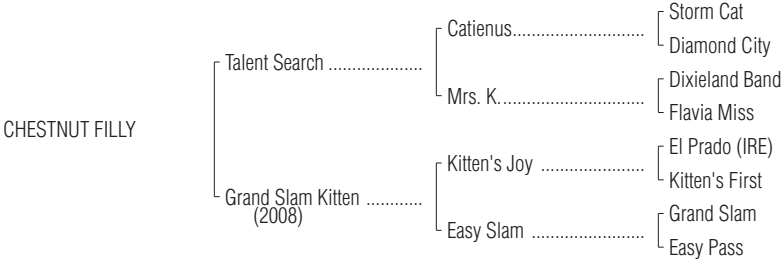 Storm Cat
Catienus..............................
Diamond City
Talent Search .....................
Dixieland Band
Mrs. K.................................
Flavia Miss
CHESTNUT FILLY
El Prado (IRE)
Kitten's Joy .......................
Kitten's First
Grand Slam Kitten ............
(2008)
Grand Slam
Easy Slam .........................
Easy Pass